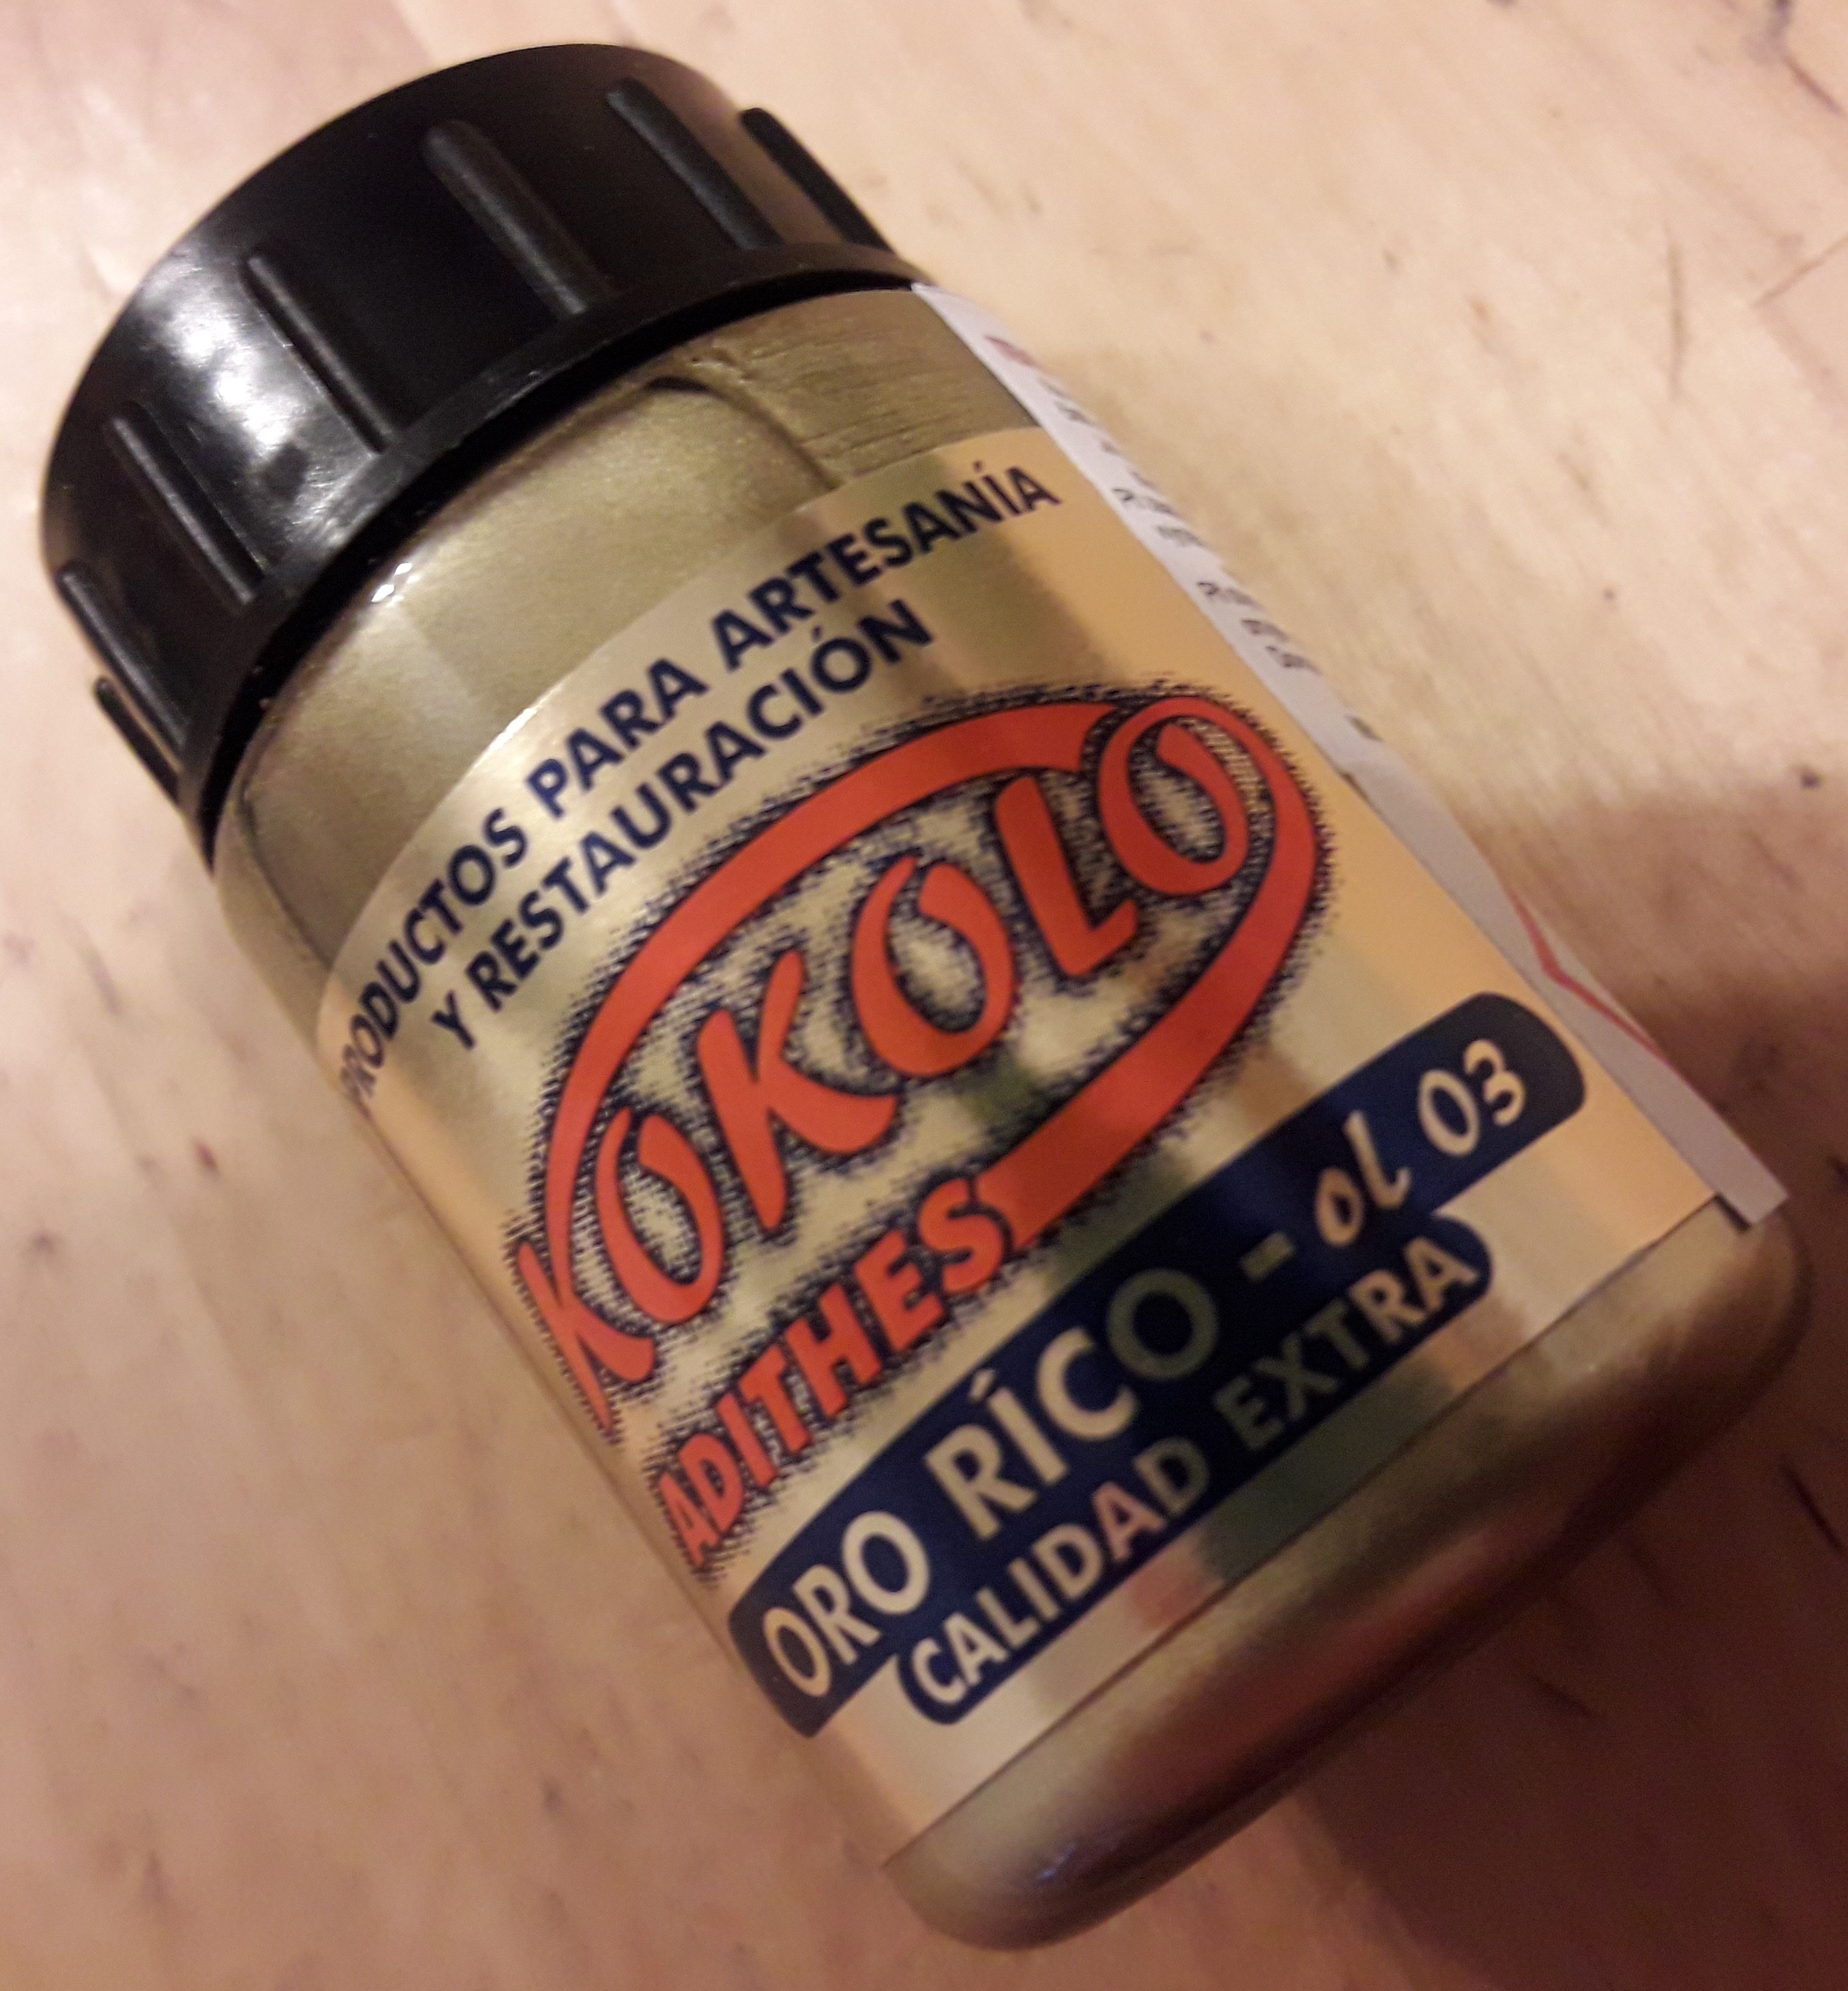 PRODUCTOS PARA ARTESANÍA
Y RESTAURACIÓN
KOKOLO
ADITHES
ORO RÍCO - ol 03
CALIDAD EXTRA